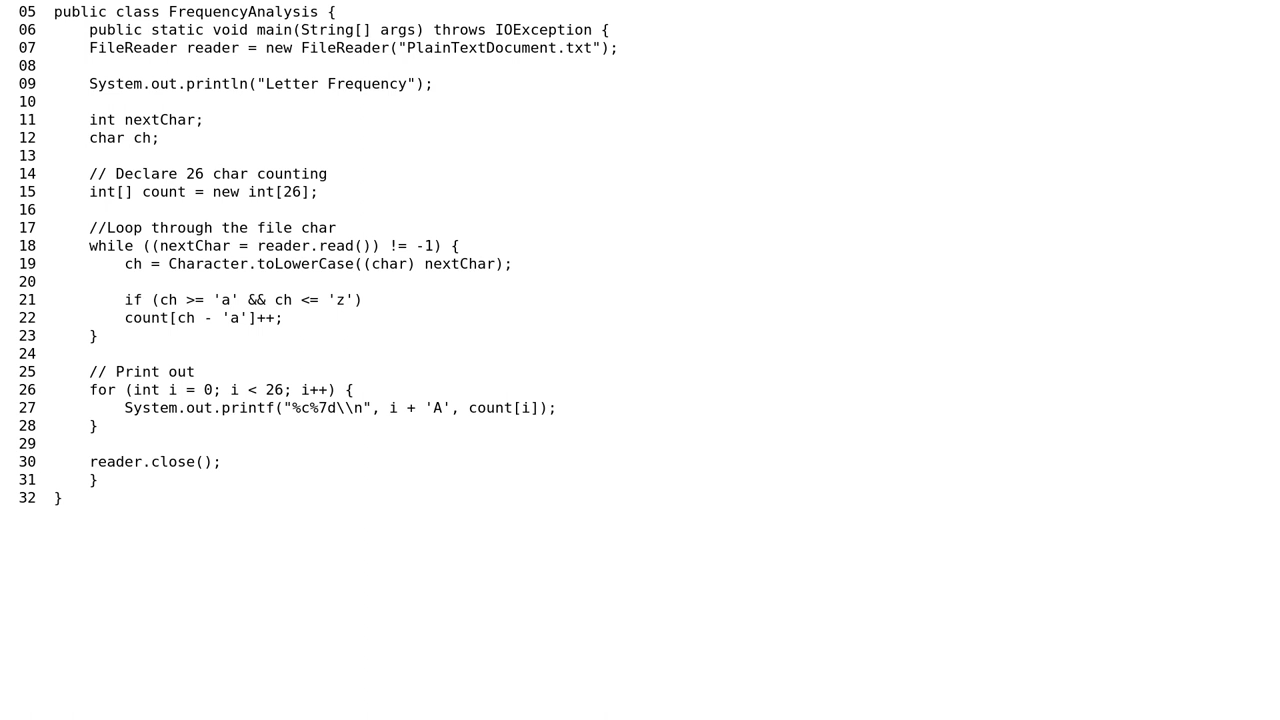 05  public class FrequencyAnalysis {
06      public static void main(String[] args) throws IOException {
07      FileReader reader = new FileReader("PlainTextDocument.txt");
08
09      System.out.println("Letter Frequency");
10
11      int nextChar;
12      char ch;
13
14      // Declare 26 char counting
15      int[] count = new int[26];
16
17      //Loop through the file char
18      while ((nextChar = reader.read()) != -1) {
19          ch = Character.toLowerCase((char) nextChar);
20
21          if (ch >= 'a' && ch <= 'z')
22          count[ch - 'a']++;
23      }
24
25      // Print out
26      for (int i = 0; i < 26; i++) {
27          System.out.printf("%c%7d\\n", i + 'A', count[i]);
28      }
29
30      reader.close();
31      }
32  }